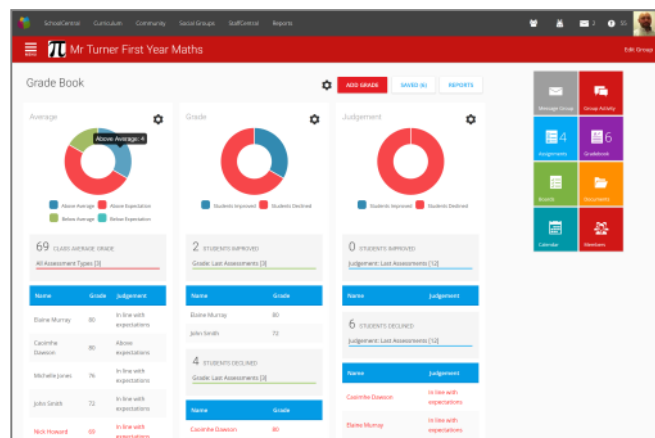 SchoolCentral Curriculum Community Social Groups StaffCentral Reports
Mr Turner First Year Maths
Edit Group
Grade Book
ADD GRADE SAVED (6) REPORTS
Average
Above Average: 4
Above Average Above Expectation
Below Average Below Expectation
69 CLASS AVERAGE GRADE
All Assessment Types [3]
Name Grade Judgement
Elaine Murray 80 In line with expectations
Caoimhe Dawson 80 Above expectations
Michelle Jones 76 In line with expectations
John Smith 72 In line with expectations
Nick Howard 69 In line with expectations
Grade
Students Improved Students Declined
2 STUDENTS IMPROVED
Grade: Last Assessments [3]
Name Grade
Elaine Murray 80
John Smith 72
4 STUDENTS DECLINED
Grade: Last Assessments [3]
Name Grade
Caoimhe Dawson 80
Judgement
Students Improved Students Declined
0 STUDENTS IMPROVED
Judgement: Last Assessments [12]
Name Judgement
6 STUDENTS DECLINED
Judgement: Last Assessments [12]
Name Judgement
Caoimhe Dawson In line with expectations
Elaine Murray In line with expectations
Message Group Group Activity
4 Assignments 6 Gradebook
Boards Documents
Calendar Members